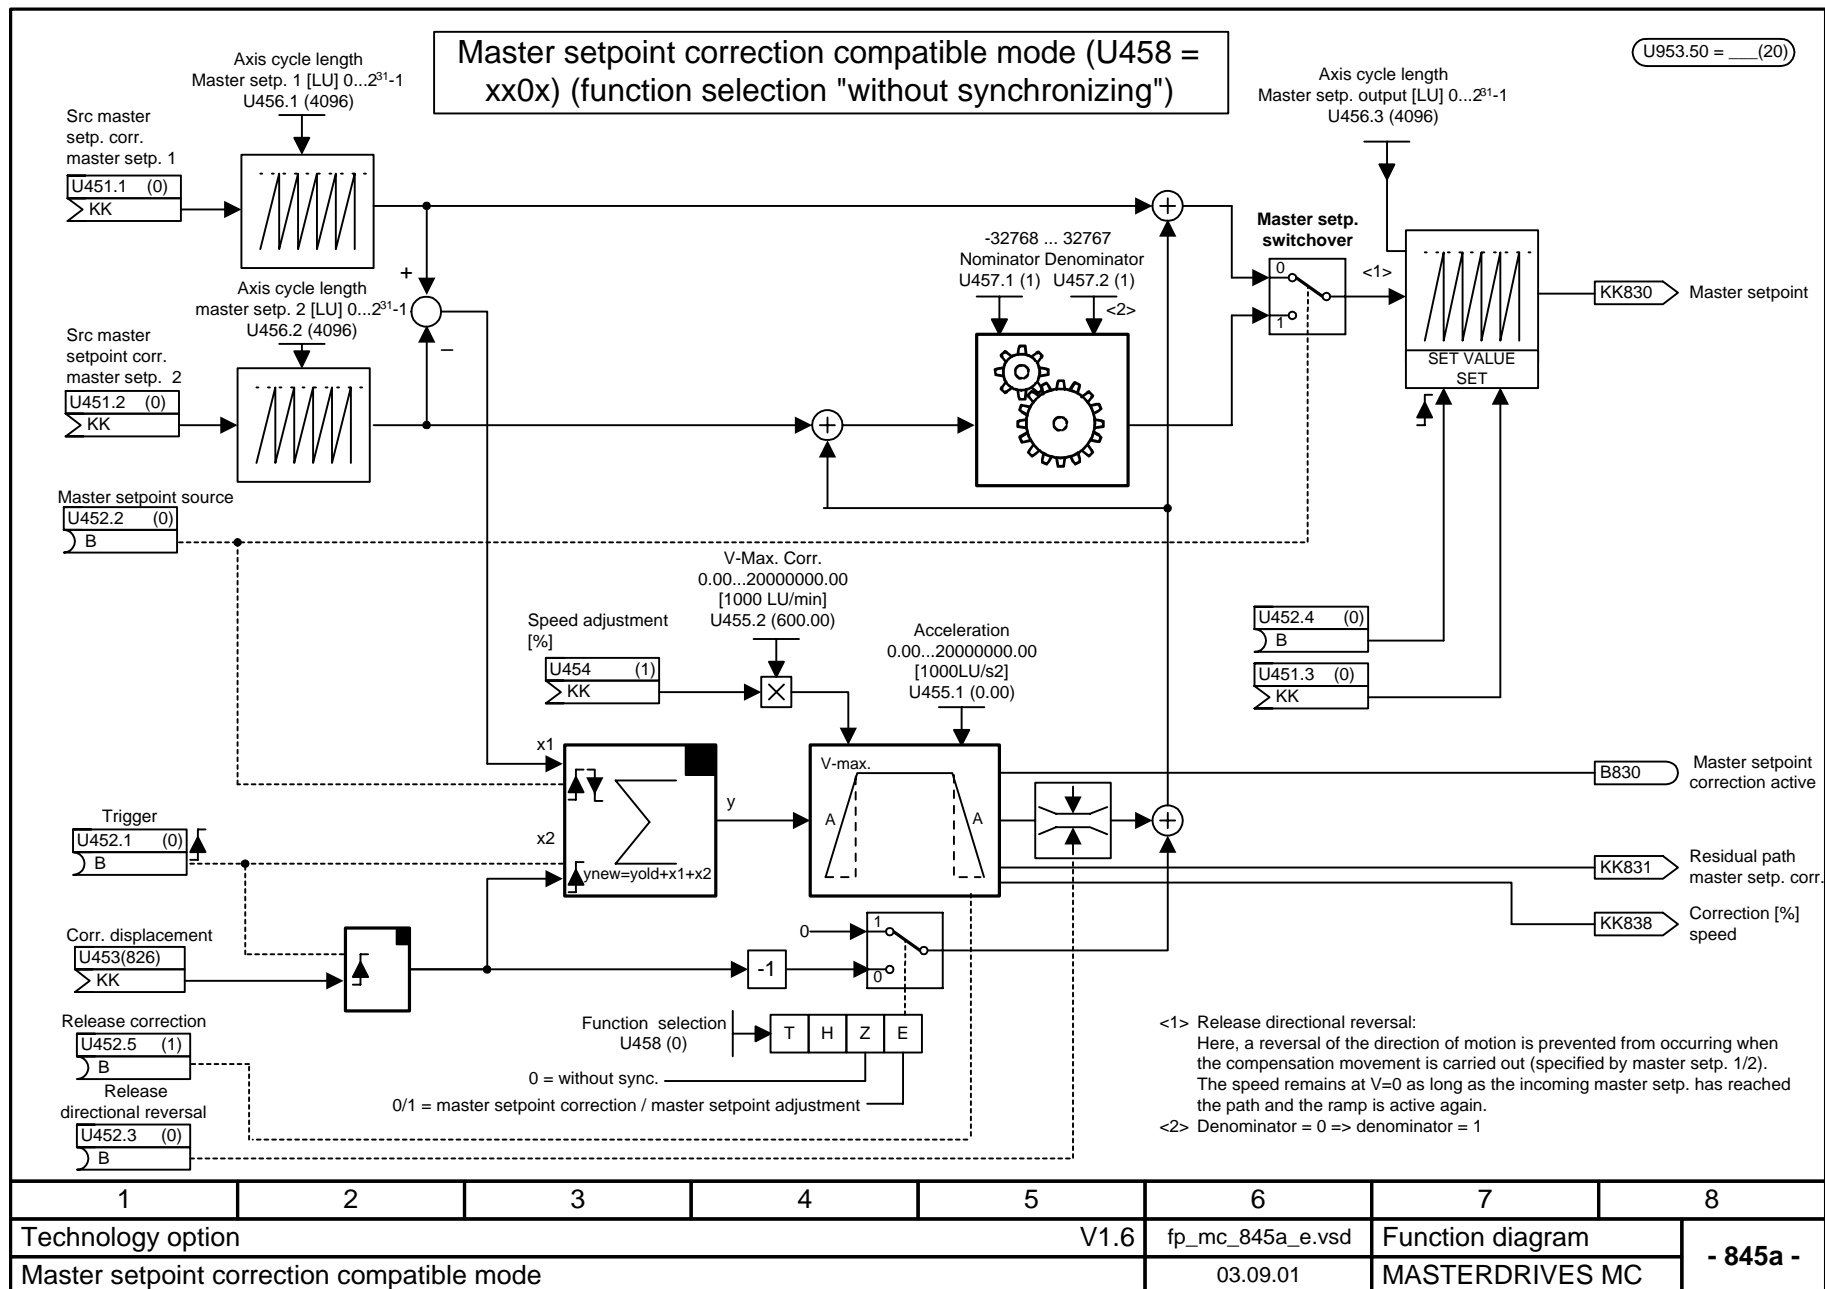 Master setpoint correction compatible mode (U458 =
xx0x) (function selection "without synchronizing")
U953.50 = ___(20)
Axis cycle length
Master setp. 1 [LU] 0...2³¹-1
U456.1 (4096)
Src master
setp. corr.
master setp. 1
U451.1 (0)
KK
Axis cycle length
Master setp. output [LU] 0...2³¹-1
U456.3 (4096)
Master setp.
switchover
0
1
<1>
-32768 ... 32767
Nominator Denominator
U457.1 (1) U457.2 (1)
<2>
SET VALUE
SET
KK830
Master setpoint
+
–
Axis cycle length
master setp. 2 [LU] 0...2³¹-1
U456.2 (4096)
Src master
setpoint corr.
master setp. 2
U451.2 (0)
KK
Master setpoint source
U452.2 (0)
B
V-Max. Corr.
0.00...20000000.00
[1000 LU/min]
U455.2 (600.00)
Speed adjustment
[%]
U454 (1)
KK
Acceleration
0.00...20000000.00
[1000LU/s2]
U455.1 (0.00)
U452.4 (0)
B
U451.3 (0)
KK
x1
x2
ynew=yold+x1+x2
y
V-max.
A
A
B830
Master setpoint
correction active
KK831
Residual path
master setp. corr.
KK838
Correction [%]
speed
Trigger
U452.1 (0)
B
Corr. displacement
U453(826)
KK
-1
0
1
0
Release correction
U452.5 (1)
B
Release
directional reversal
U452.3 (0)
B
Function selection
U458 (0)
T H Z E
0 = without sync.
0/1 = master setpoint correction / master setpoint adjustment
<1> Release directional reversal:
Here, a reversal of the direction of motion is prevented from occurring when
the compensation movement is carried out (specified by master setp. 1/2).
The speed remains at V=0 as long as the incoming master setp. has reached
the path and the ramp is active again.
<2> Denominator = 0 => denominator = 1
1 2 3 4 5 6 7 8
Technology option V1.6 fp_mc_845a_e.vsd Function diagram
- 845a -
Master setpoint correction compatible mode 03.09.01 MASTERDRIVES MC